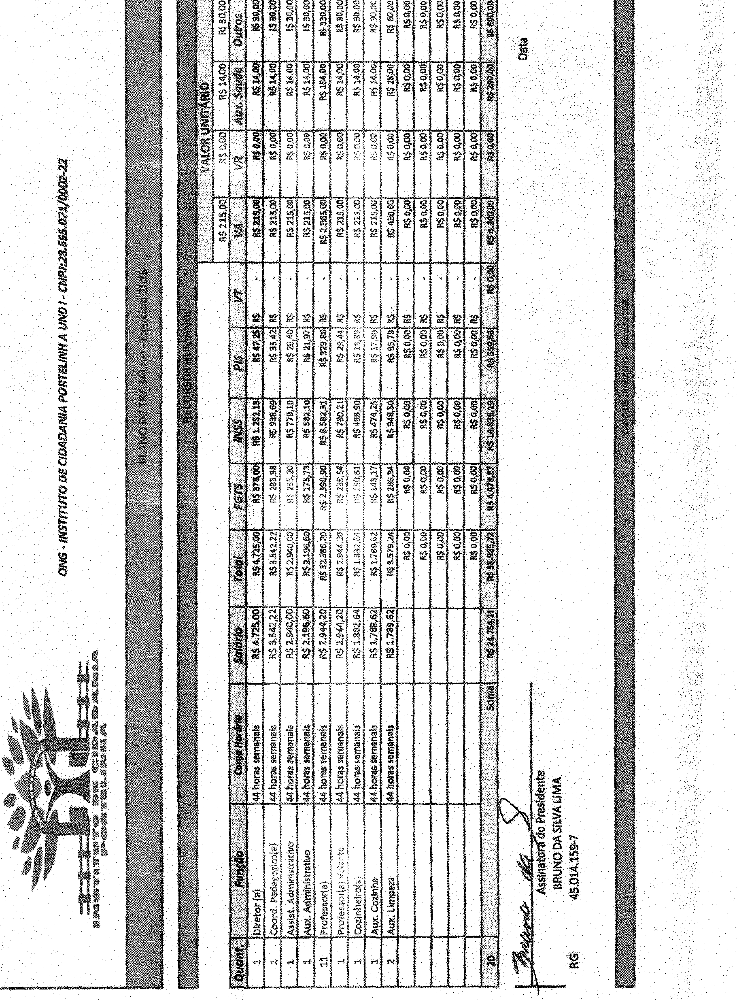 INSTITUTO DE CIDADANIA
PORTELINHA
ONG - INSTITUTO DE CIDADANIA PORTELINHA UND I - CNPJ:28.655.071/0002-22
PLANO DE TRABALHO - Exercício 2025
RECURSOS HUMANOS
VALOR UNITÁRIO
R$ 215,00 R$ 0,00 R$ 14,00 R$ 30,00
Quant. Função Carga Horária Salário Total FGTS INSS PIS VT VA VR Aux. Saude Outros
1 Diretor (a) 44 horas semanais R$ 4.725,00 R$ 4.725,00 R$ 378,00 R$ 1.252,13 R$ 47,25 R$ - R$ 215,00 R$ 0,00 R$ 14,00 R$ 30,00
1 Coord. Pedagogico(a) 44 horas semanais R$ 3.542,22 R$ 3.542,22 R$ 283,38 R$ 938,69 R$ 35,42 R$ - R$ 215,00 R$ 0,00 R$ 14,00 R$ 30,00
1 Assist. Administrativo 44 horas semanais R$ 2.940,00 R$ 2.940,00 R$ 235,20 R$ 779,10 R$ 29,40 R$ - R$ 215,00 R$ 0,00 R$ 14,00 R$ 30,00
1 Aux. Administrativo 44 horas semanais R$ 2.196,60 R$ 2.196,60 R$ 175,73 R$ 582,10 R$ 21,97 R$ - R$ 215,00 R$ 0,00 R$ 14,00 R$ 30,00
11 Professor(a) 44 horas semanais R$ 2.944,20 R$ 32.386,20 R$ 2.590,90 R$ 8.582,31 R$ 323,86 R$ - R$ 2.365,00 R$ 0,00 R$ 154,00 R$ 330,00
1 Professor(a) Volante 44 horas semanais R$ 2.944,20 R$ 2.944,20 R$ 235,54 R$ 780,21 R$ 29,44 R$ - R$ 215,00 R$ 0,00 R$ 14,00 R$ 30,00
1 Cozinheiro(a) 44 horas semanais R$ 1.882,64 R$ 1.882,64 R$ 150,61 R$ 498,90 R$ - R$ 215,00 R$ 0,00 R$ 14,00 R$ 30,00
1 Aux. Cozinha 44 horas semanais R$ 1.789,62 R$ 1.789,62 R$ 143,17 R$ 474,25 R$ 17,90 R$ - R$ 215,00 R$ 0,00 R$ 14,00 R$ 30,00
2 Aux. Limpeza 44 horas semanais R$ 1.789,62 R$ 3.579,24 R$ 286,34 R$ 948,50 R$ 35,79 R$ - R$ 430,00 R$ 0,00 R$ 28,00 R$ 60,00
R$ 0,00 R$ 0,00 R$ 0,00 R$ 0,00 R$ - R$ 0,00 R$ 0,00 R$ 0,00 R$ 0,00
R$ 0,00 R$ 0,00 R$ 0,00 R$ 0,00 R$ - R$ 0,00 R$ 0,00 R$ 0,00 R$ 0,00
R$ 0,00 R$ 0,00 R$ 0,00 R$ 0,00 R$ - R$ 0,00 R$ 0,00 R$ 0,00 R$ 0,00
R$ 0,00 R$ 0,00 R$ 0,00 R$ 0,00 R$ - R$ 0,00 R$ 0,00 R$ 0,00 R$ 0,00
R$ 0,00 R$ 0,00 R$ 0,00 R$ 0,00 R$ - R$ 0,00 R$ 0,00 R$ 0,00 R$ 0,00
20 Soma R$ 24.754,10 R$ 4.478,87 R$ 14.836,19 R$ 559,86 R$ 0,00 R$ 4.300,00 R$ 0,00 R$ 280,00 R$ 600,00
Bruno da
Data
Assinatura do Presidente
BRUNO DA SILVA LIMA
RG 45.014.159-7
PLANO DE TRABALHO - Exercício 2025